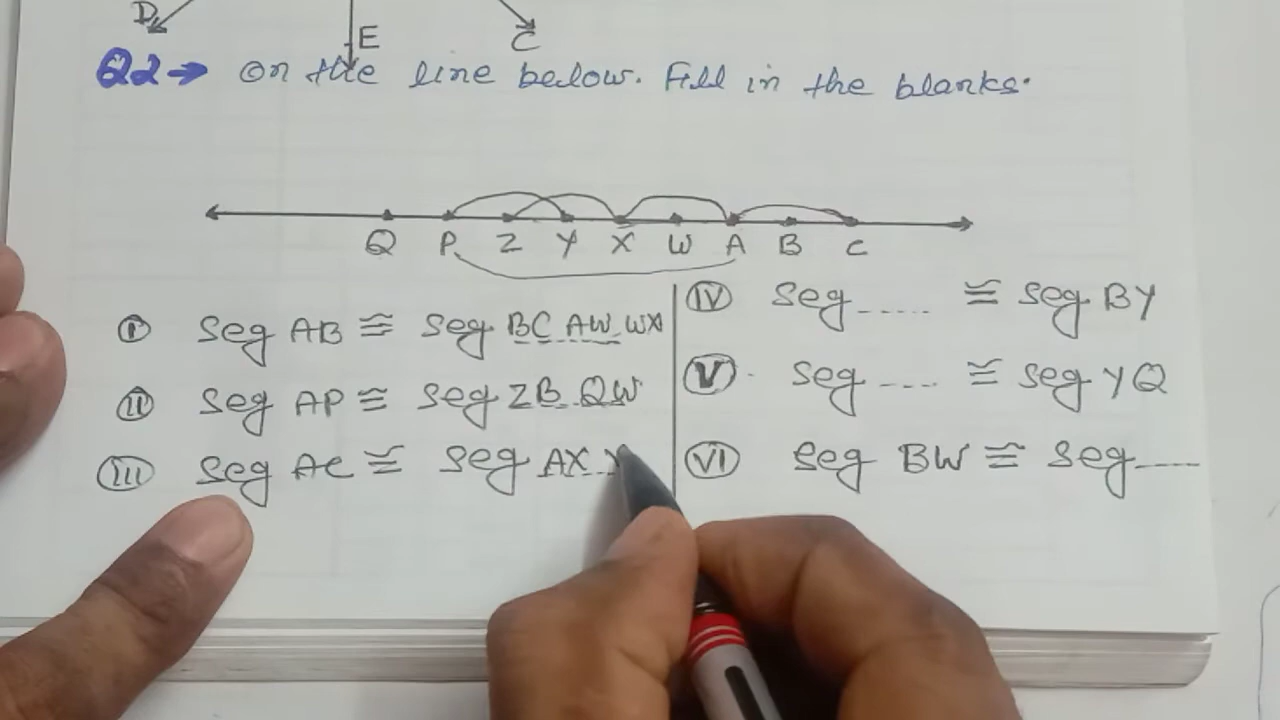 D E C
Q2→ On the line below. Fill in the blanks.
Q P Z Y X W A B C
I seg AB ≅ seg BC AW WX
II seg AP ≅ seg ZB QW
III seg AC ≅ seg AX
IV seg ..... ≅ seg BY
V seg .... ≅ seg YQ
VI seg BW ≅ seg ----